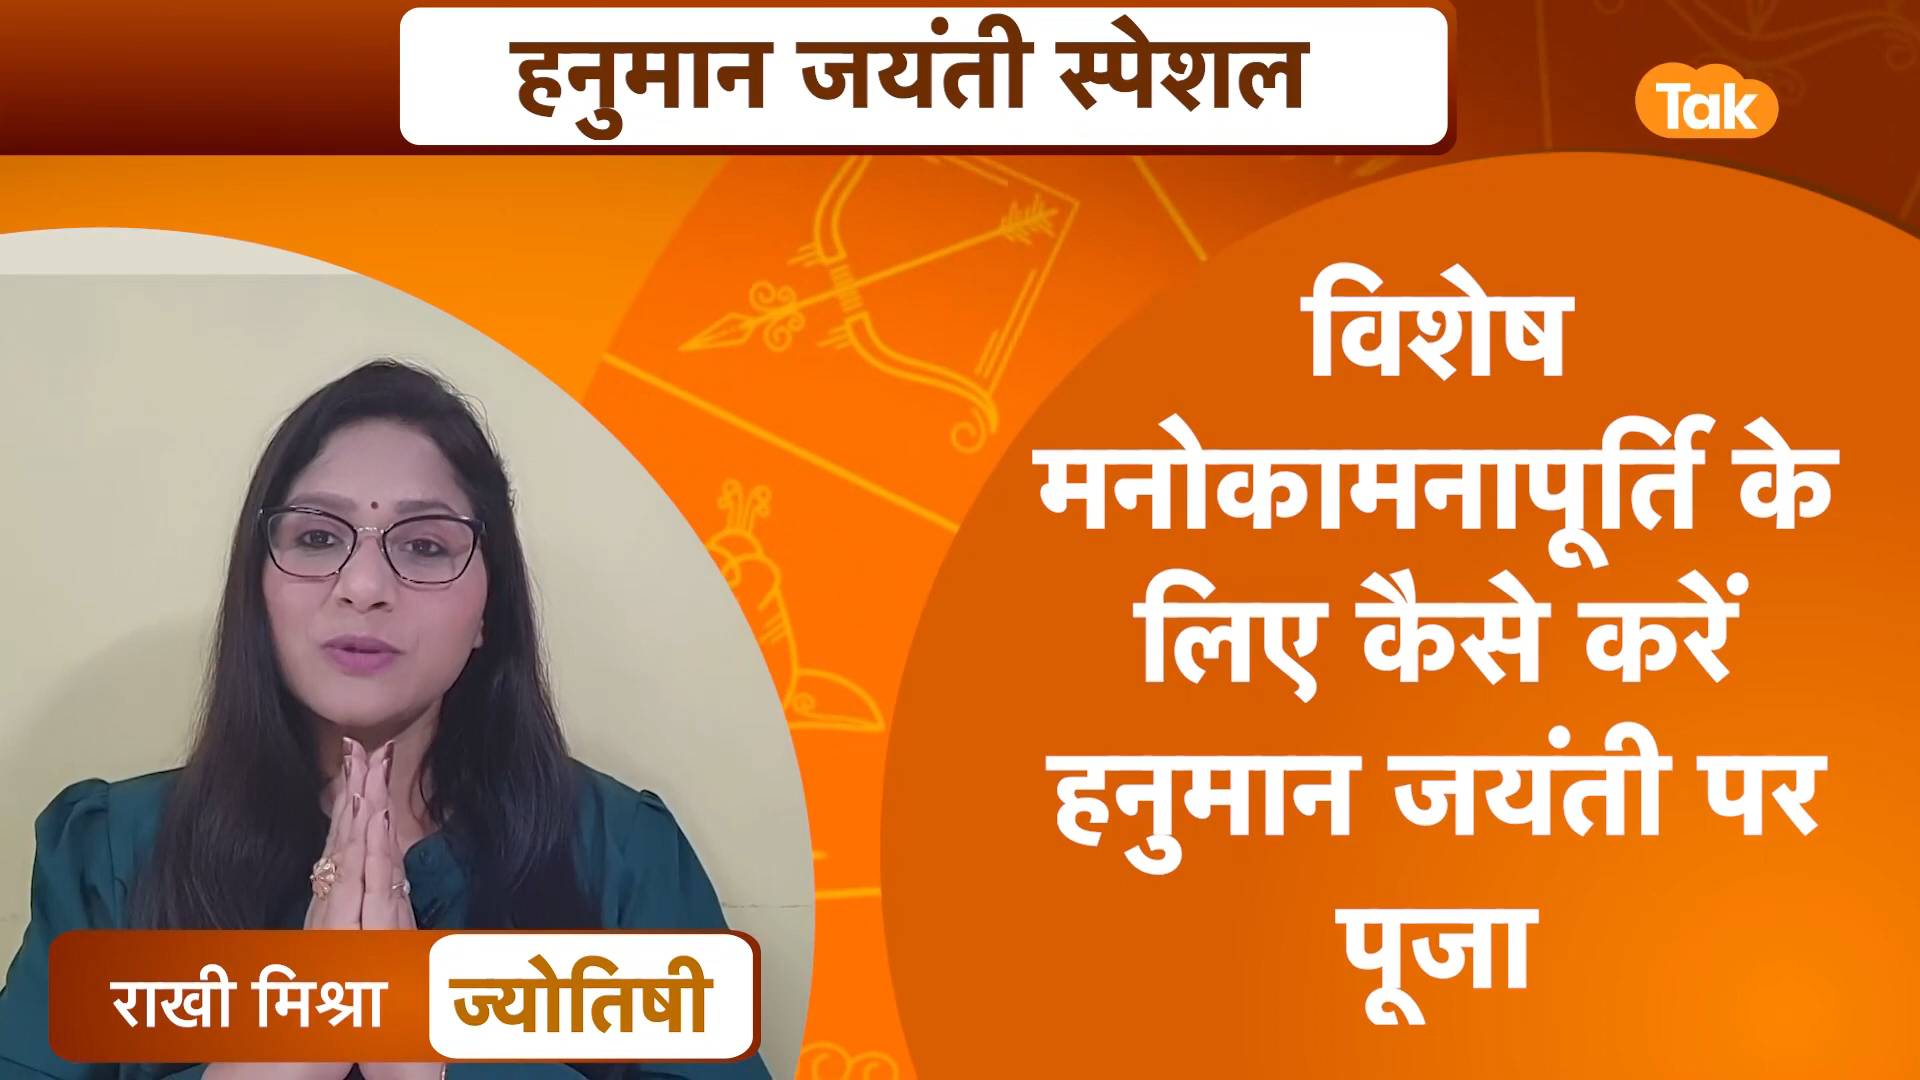 हनुमान जयंती स्पेशल
Tak
विशेष
मनोकामनापूर्ति के
लिए कैसे करें
हनुमान जयंती पर
पूजा
राखी मिश्रा
ज्योतिषी